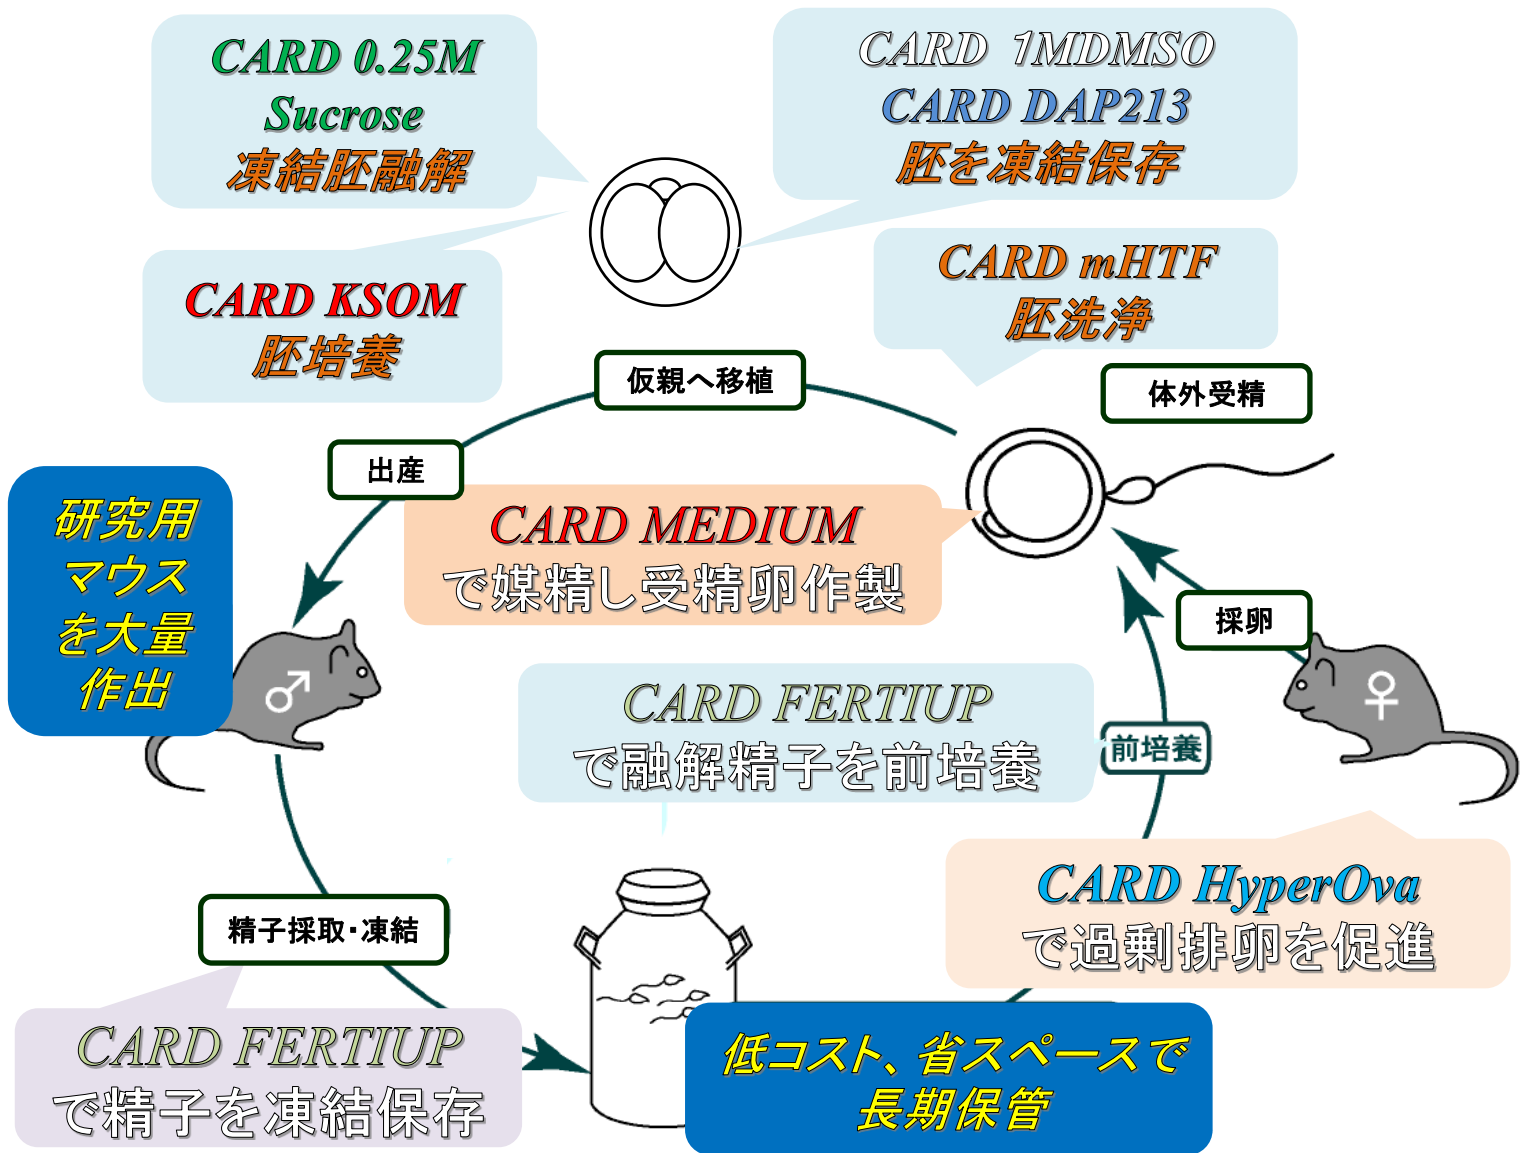 CARD 0.25M
Sucrose
凍結胚融解
CARD 1MDMSO
CARD DAP213
胚を凍結保存
CARD KSOM
胚培養
CARD mHTF
胚洗浄
仮親へ移植
体外受精
出産
研究用
マウス
を大量
作出
CARD MEDIUM
で媒精し受精卵作製
採卵
♂
♀
CARD FERTIUP
で融解精子を前培養
前培養
CARD HyperOva
で過剰排卵を促進
精子採取・凍結
CARD FERTIUP
で精子を凍結保存
低コスト、省スペースで
長期保管